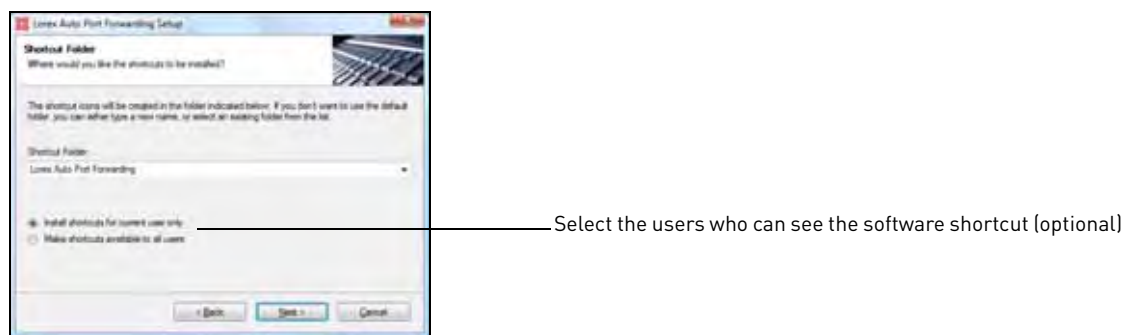 Lorex Auto Port Forwarding Setup
Shortcut Folder
Where would you like the shortcuts to be installed?
The shortcut icons will be created in the folder indicated below. If you don't want to use the default
folder, you can either type a new name, or select an existing folder from the list.
Shortcut Folder:
Lorex Auto Port Forwarding
Install shortcuts for current user only
Select the users who can see the software shortcut (optional)
Make shortcuts available to all users
< Back
Next >
Cancel